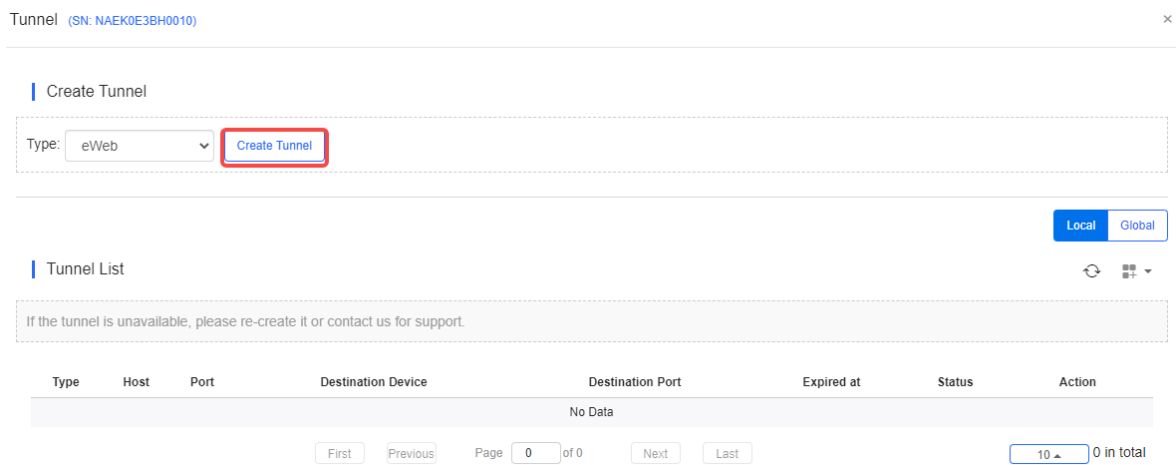 Tunnel (SN: NAEK0E3BH0010) ×
Create Tunnel
Type: eWeb Create Tunnel
Local Global
Tunnel List
If the tunnel is unavailable, please re-create it or contact us for support.
Type Host Port Destination Device Destination Port Expired at Status Action
No Data
First Previous Page 0 of 0 Next Last 10 0 in total